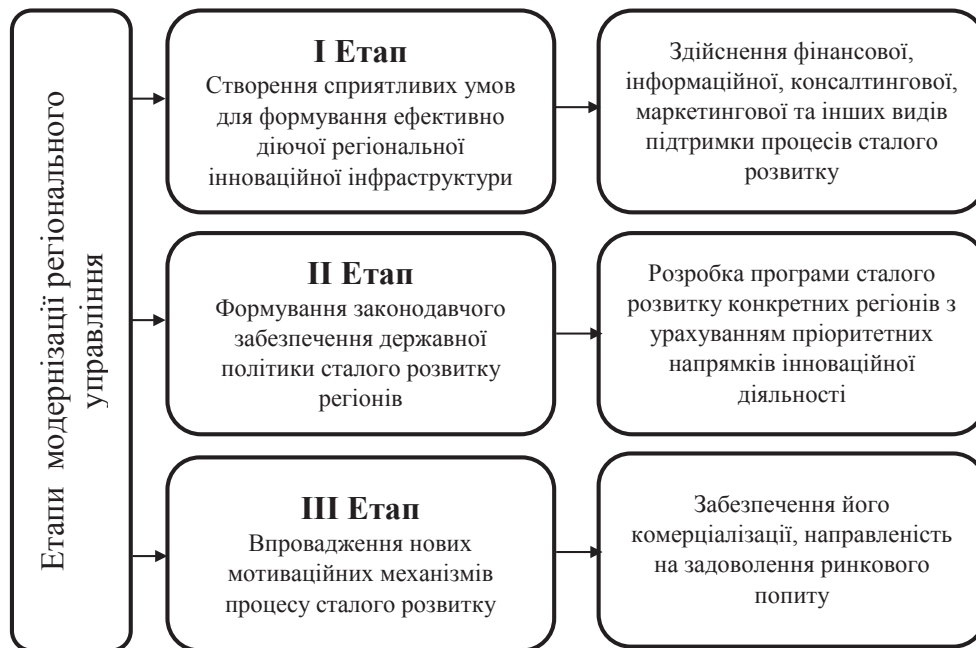 Етапи модернізації регіонального
управління
I Етап
Створення сприятливих умов
для формування ефективно
діючої регіональної
інноваційної інфраструктури
Здійснення фінансової,
інформаційної, консалтингової,
маркетингової та інших видів
підтримки процесів сталого
розвитку
II Етап
Формування законодавчого
забезпечення державної
політики сталого розвитку
регіонів
Розробка програми сталого
розвитку конкретних регіонів з
урахуванням пріоритетних
напрямків інноваційної
діяльності
III Етап
Впровадження нових
мотиваційних механізмів
процесу сталого розвитку
Забезпечення його
комерціалізації, направленість
на задоволення ринкового
попиту